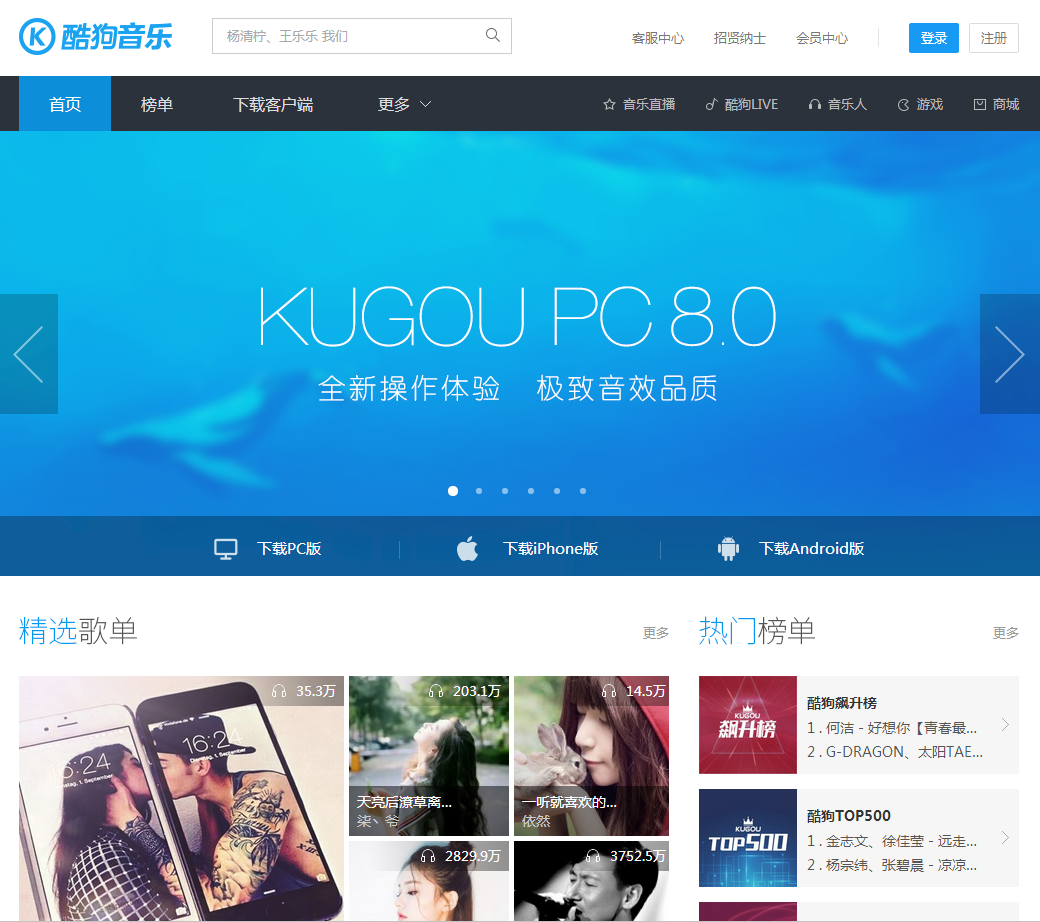 酷狗音乐
杨清柠、王乐乐 我们
客服中心 招贤纳士 会员中心 登录 注册
首页 榜单 下载客户端 更多 音乐直播 酷狗LIVE 音乐人 游戏 商城
KUGOU PC 8.0
全新操作体验 极致音效品质
下载PC版 下载iPhone版 下载Android版
精选歌单 更多
35.3万
16:24
Dienstag, 1. September
203.1万
天亮后潦草离...
柒丶爷
14.5万
一听就喜欢的...
依然
2829.9万
3752.5万
热门榜单 更多
KUGOU
飙升榜
酷狗飙升榜
1 . 何洁 - 好想你【青春最...
2 . G-DRAGON、太阳TAE...
KUGOU
TOP500
酷狗TOP500
1 . 金志文、徐佳莹 - 远走...
2 . 杨宗纬、张碧晨 - 凉凉...